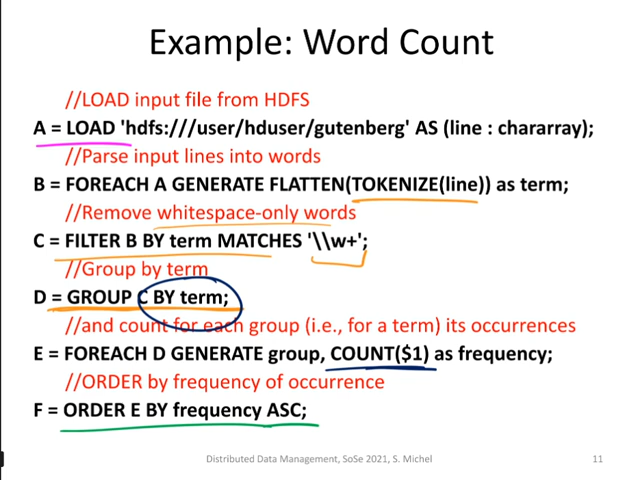 Example: Word Count
//LOAD input file from HDFS
A = LOAD 'hdfs:///user/hduser/gutenberg' AS (line : chararray);
//Parse input lines into words
B = FOREACH A GENERATE FLATTEN(TOKENIZE(line)) as term;
//Remove whitespace-only words
C = FILTER B BY term MATCHES '\\w+';
//Group by term
D = GROUP C BY term;
//and count for each group (i.e., for a term) its occurrences
E = FOREACH D GENERATE group, COUNT($1) as frequency;
//ORDER by frequency of occurrence
F = ORDER E BY frequency ASC;
Distributed Data Management, SoSe 2021, S. Michel
11